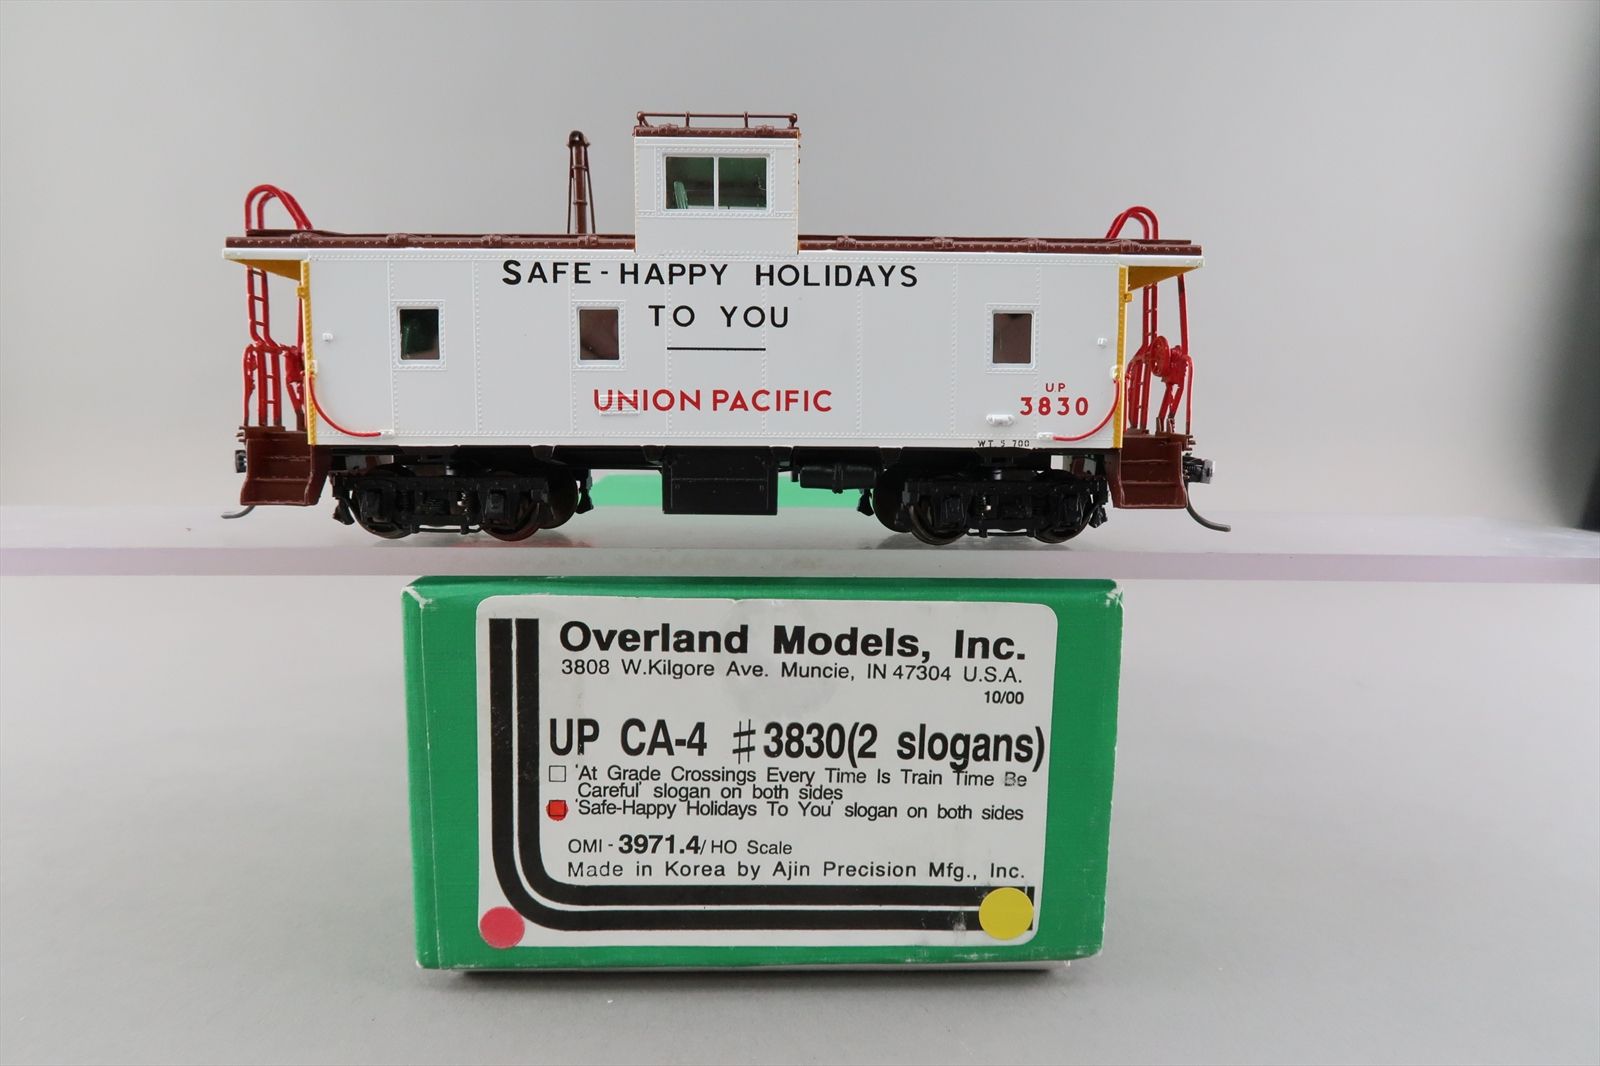 SAFE-HAPPY HOLIDAYS
TO YOU
UNION PACIFIC
UP
3830
WT. 5 700
Overland Models, Inc.
3808 W.Kilgore Ave. Muncie, IN 47304 U.S.A.
10/00
UP CA-4 #3830(2 slogans)
'At Grade Crossings Every Time Is Train Time Be
Careful' slogan on both sides
'Safe-Happy Holidays To You' slogan on both sides
OMI-3971.4/HO Scale
Made in Korea by Ajin Precision Mfg., Inc.